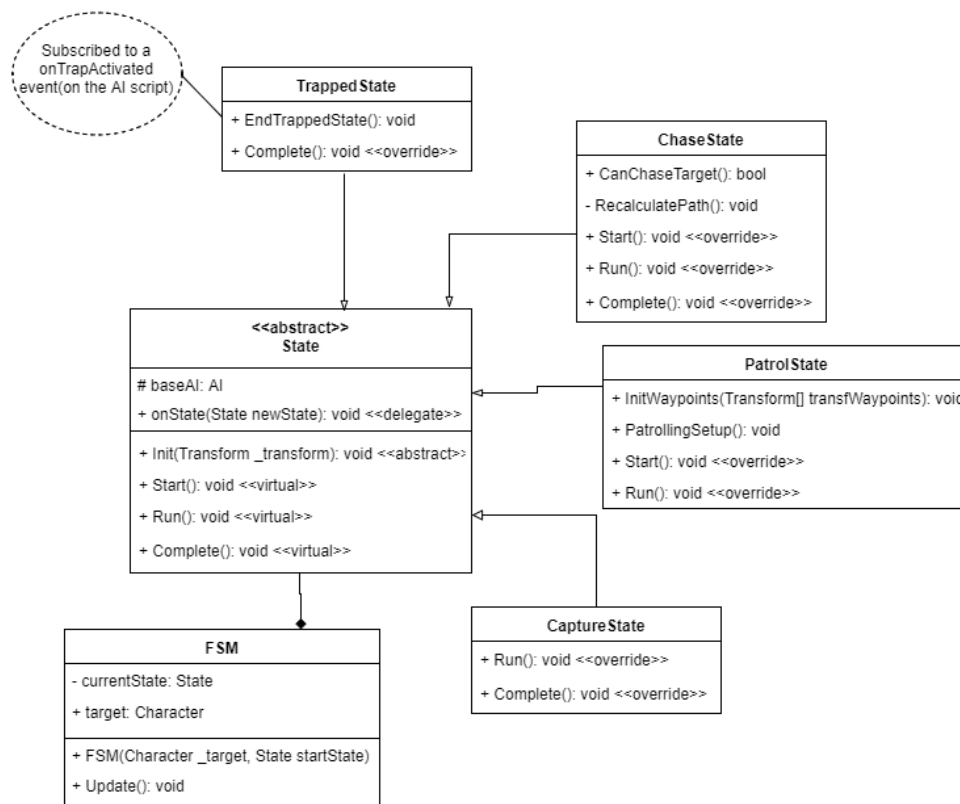 Subscribed to a
onTrapActivated
event(on the AI script)
TrappedState
+ EndTrappedState(): void
+ Complete(): void <<override>>
ChaseState
+ CanChaseTarget(): bool
- RecalculatePath(): void
+ Start(): void <<override>>
+ Run(): void <<override>>
+ Complete(): void <<override>>
<<abstract>>
State
# baseAI: AI
+ onState(State newState): void <<delegate>>
+ Init(Transform _transform): void <<abstract>
+ Start(): void <<virtual>>
+ Run(): void <<virtual>>
+ Complete(): void <<virtual>>
PatrolState
+ InitWaypoints(Transform[] transfWaypoints): void
+ PatrollingSetup(): void
+ Start(): void <<override>>
+ Run(): void <<override>>
CaptureState
+ Run(): void <<override>>
+ Complete(): void <<override>>
FSM
- currentState: State
+ target: Character
+ FSM(Character _target, State startState)
+ Update(): void